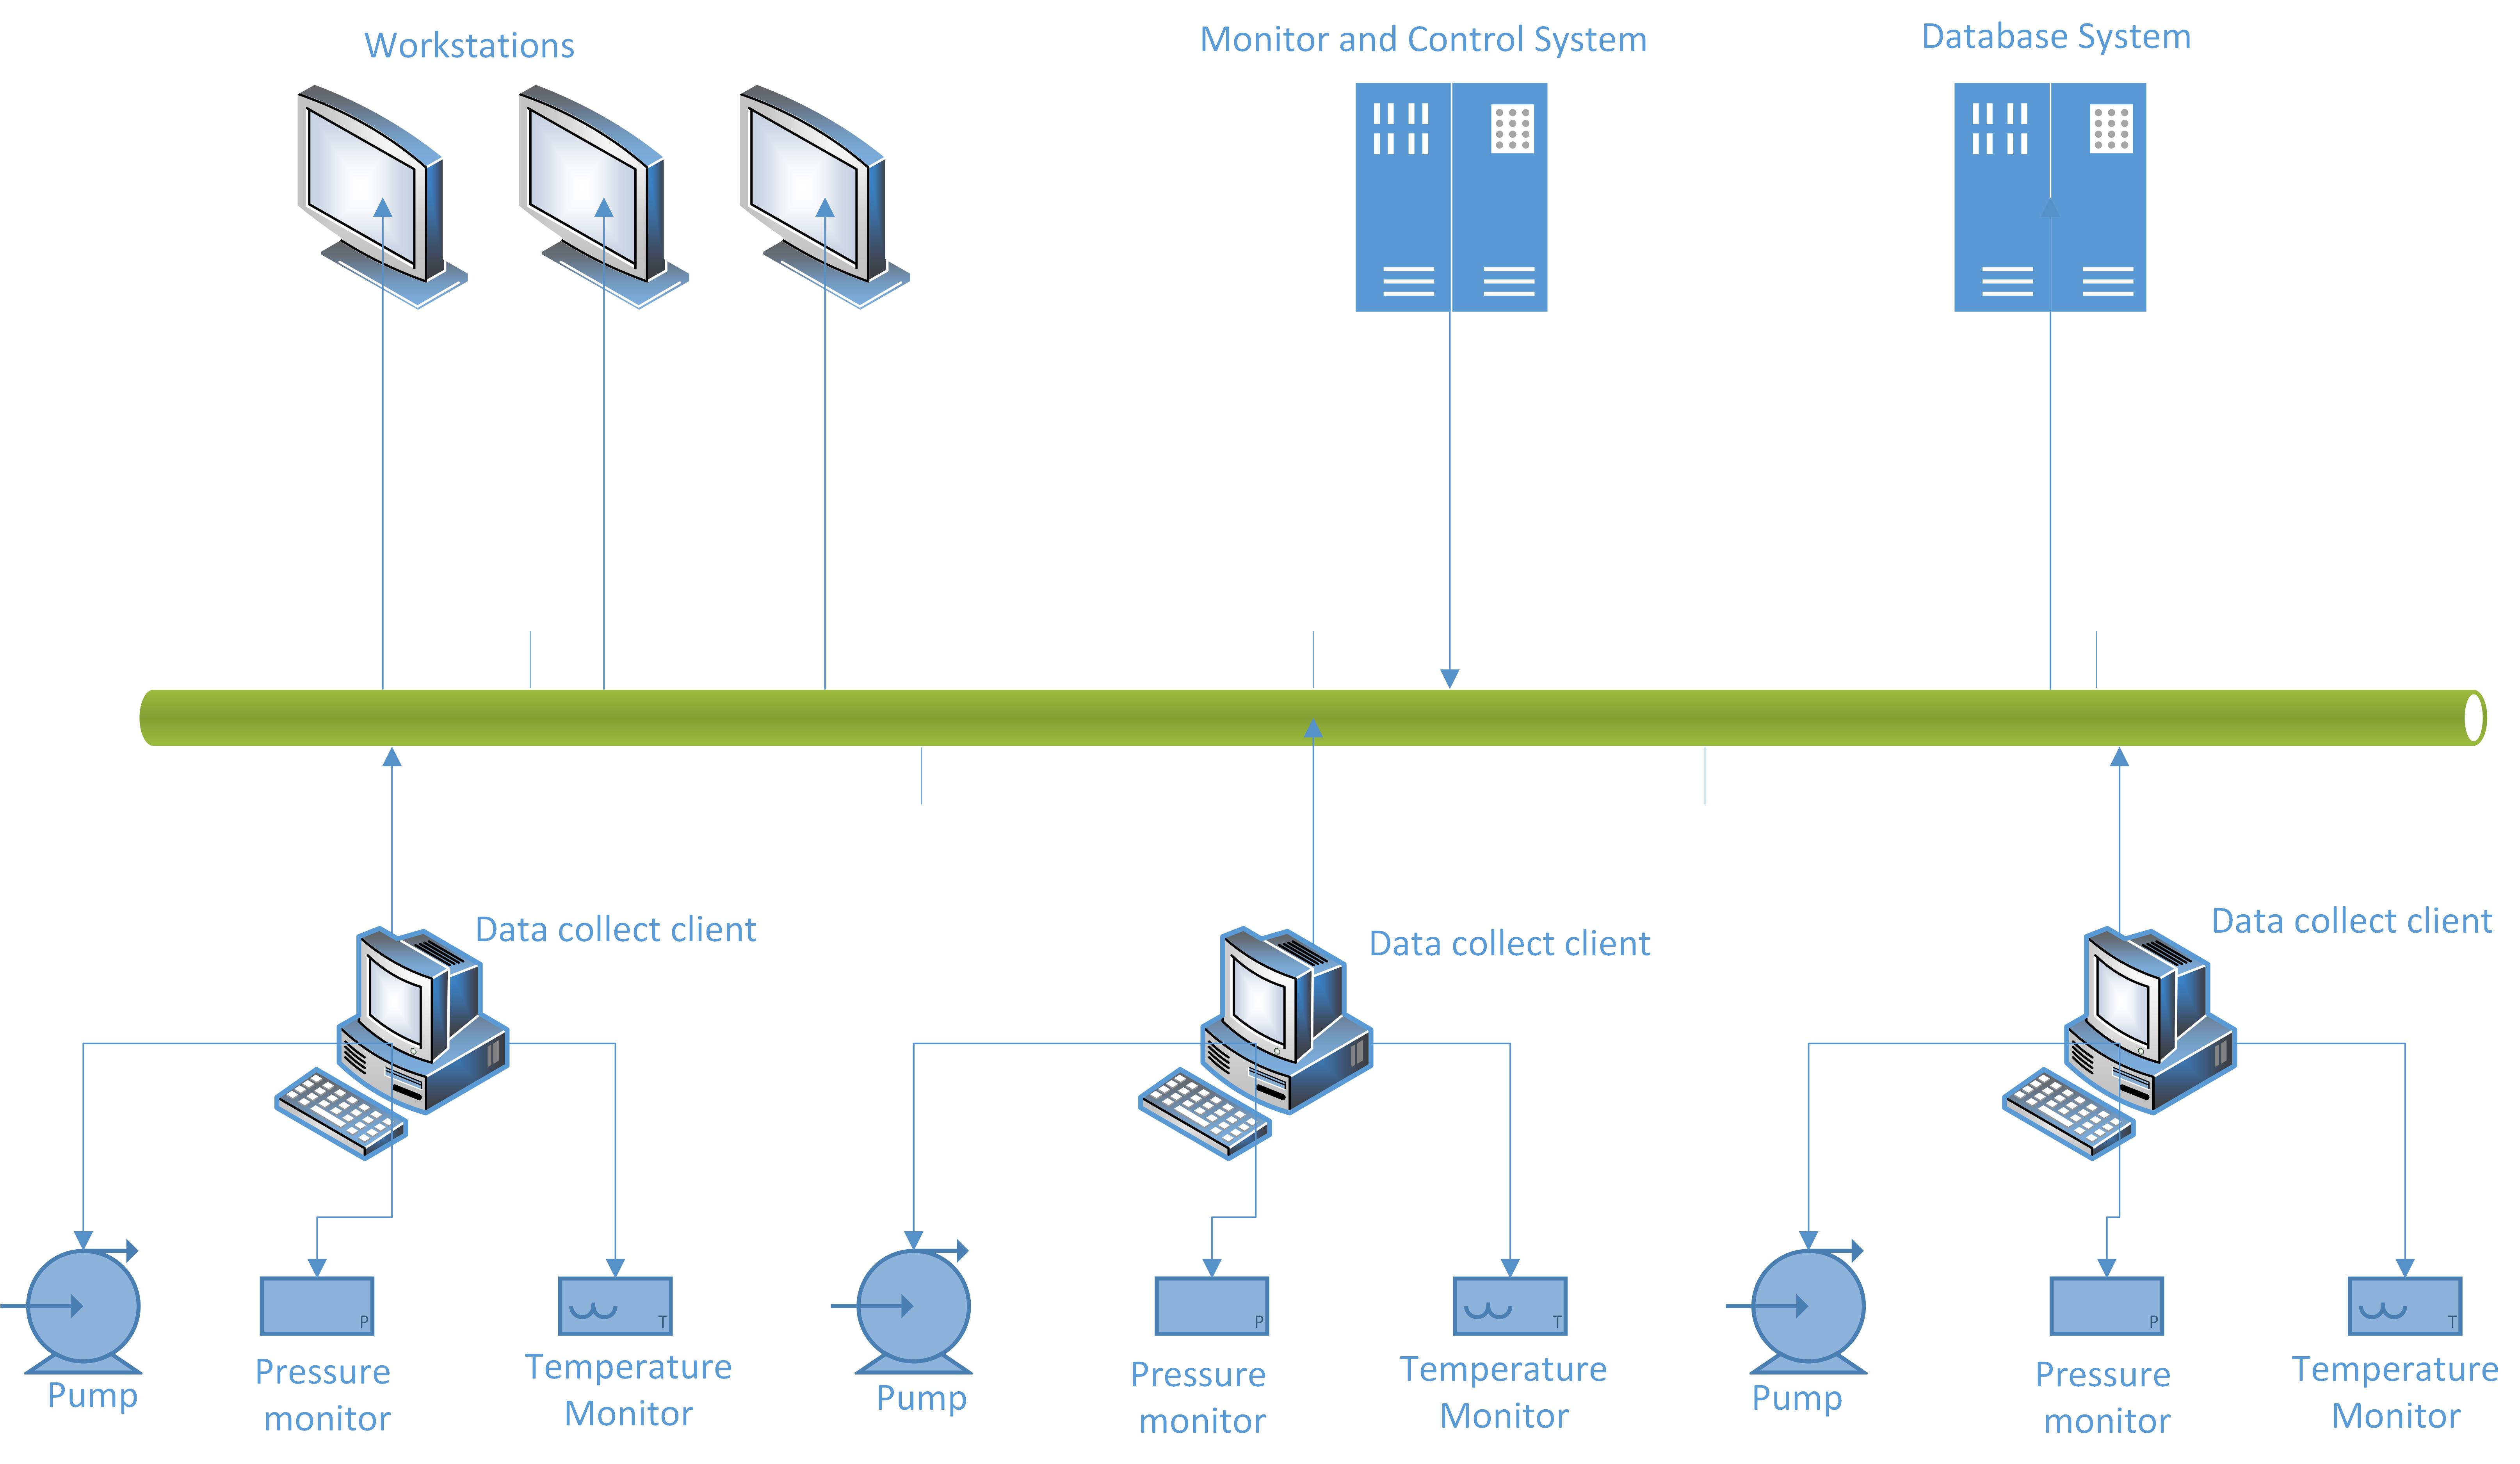 Workstations
Monitor and Control System
Database System
Data collect client
Data collect client
Data collect client
P
T
P
T
P
T
Pump
Pressure
monitor
Temperature
Monitor
Pump
Pressure
monitor
Temperature
Monitor
Pump
Pressure
monitor
Temperature
Monitor